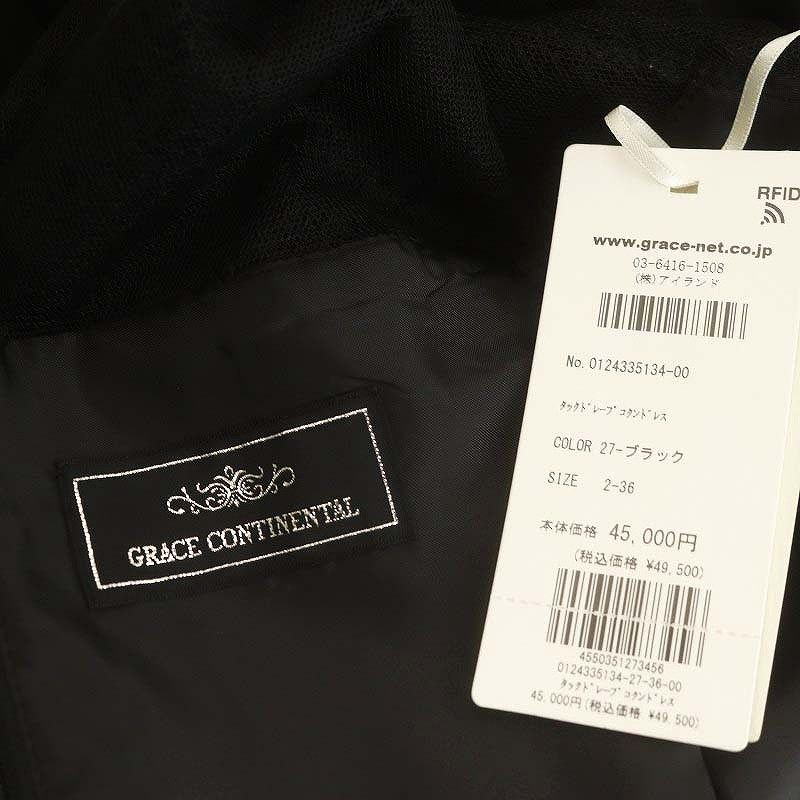 GRACE CONTINENTAL
RFID
www.grace-net.co.jp
03-6416-1508
(株)アイランド
No. 0124335134-00
タックドレープコクンドレス
COLOR 27-ブラック
SIZE 2-36
本体価格 45,000円
(税込価格 ¥49,500)
4550351273456
0124335134-27-36-00
タックドレープコクンドレス
45,000円(税込価格 ¥49,500)